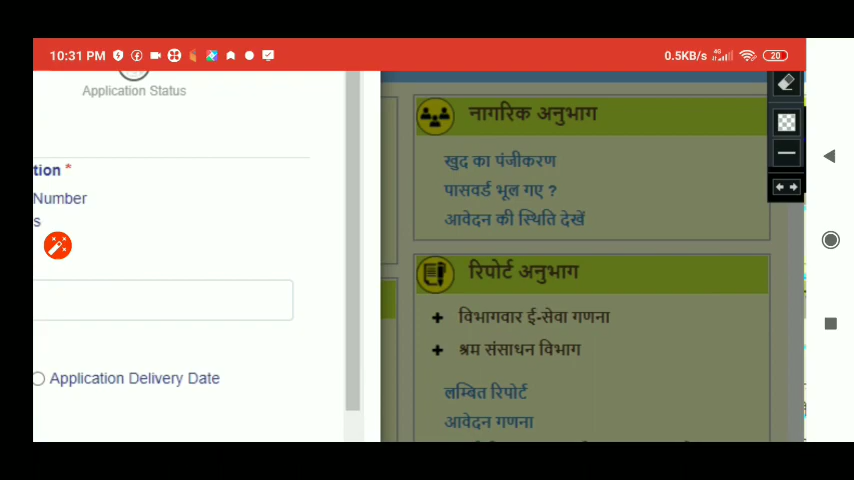 10:31 PM
0.5KB/s 4G 20
Application Status
tion *
Number
s
Application Delivery Date
नागरिक अनुभाग
खुद का पंजीकरण
पासवर्ड भूल गए ?
आवेदन की स्थिति देखें
रिपोर्ट अनुभाग
विभागवार ई-सेवा गणना
श्रम संसाधन विभाग
लम्बित रिपोर्ट
आवेदन गणना